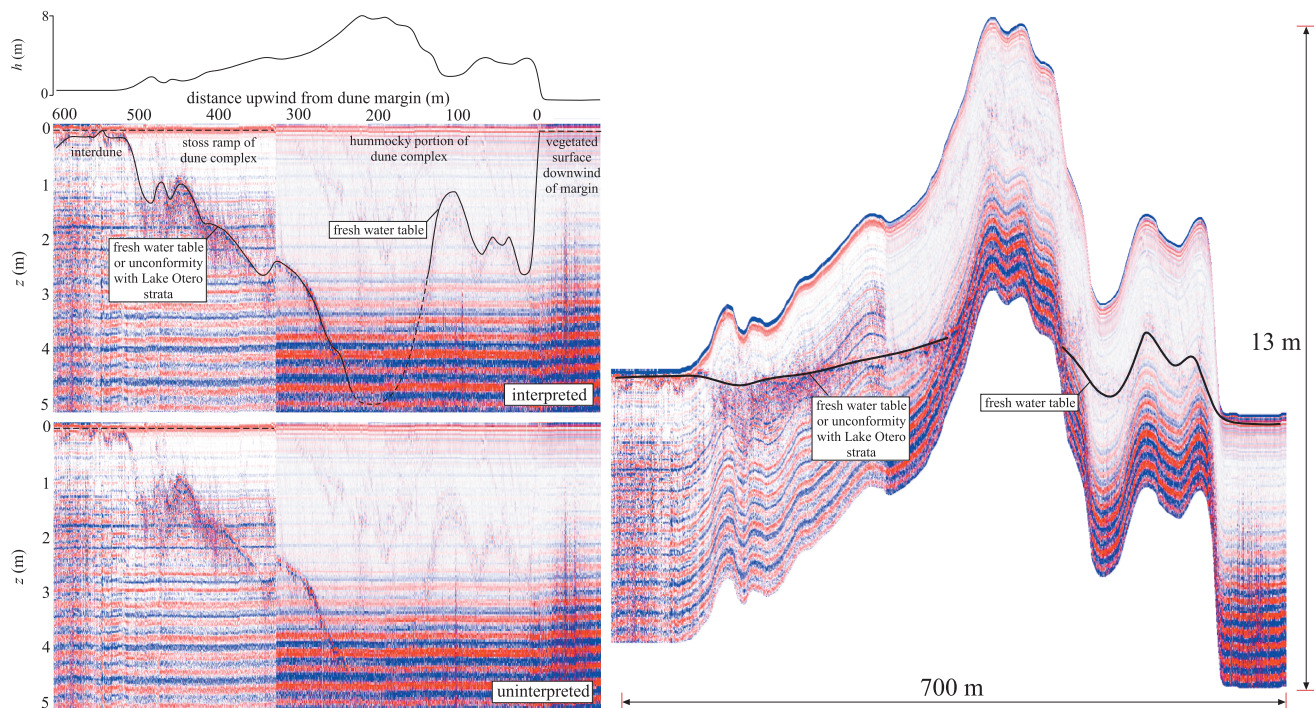 8
h (m)
0
distance upwind from dune margin (m)
600 500 400 300 200 100 0
0
interdune
stoss ramp of
dune complex
hummocky portion of
dune complex
vegetated
surface
downwind
of margin
1
fresh water table
or unconformity
with Lake Otero
strata
fresh water table
2
z (m)
3
4
5
interpreted
0
1
2
z (m)
3
4
5
uninterpreted
fresh water table
or unconformity
with Lake Otero
strata
fresh water table
13 m
700 m